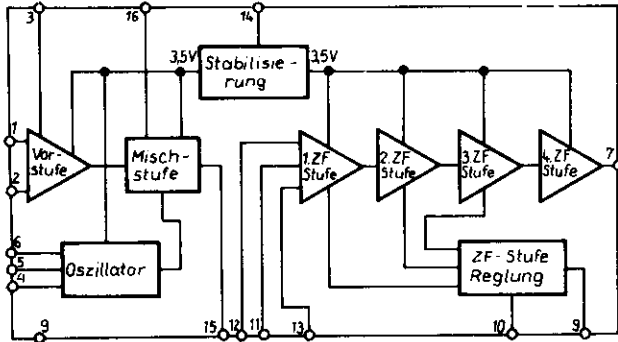 3
16
14
3,5V
Stabilisie-
rung
3,5V
1
2
Vor-
stufe
Misch-
stufe
1. ZF
Stufe
2. ZF
Stufe
3. ZF
Stufe
4. ZF
Stufe
7
6
5
4
Oszillator
ZF-Stufe
Reglung
9
15
12
11
13
10
9